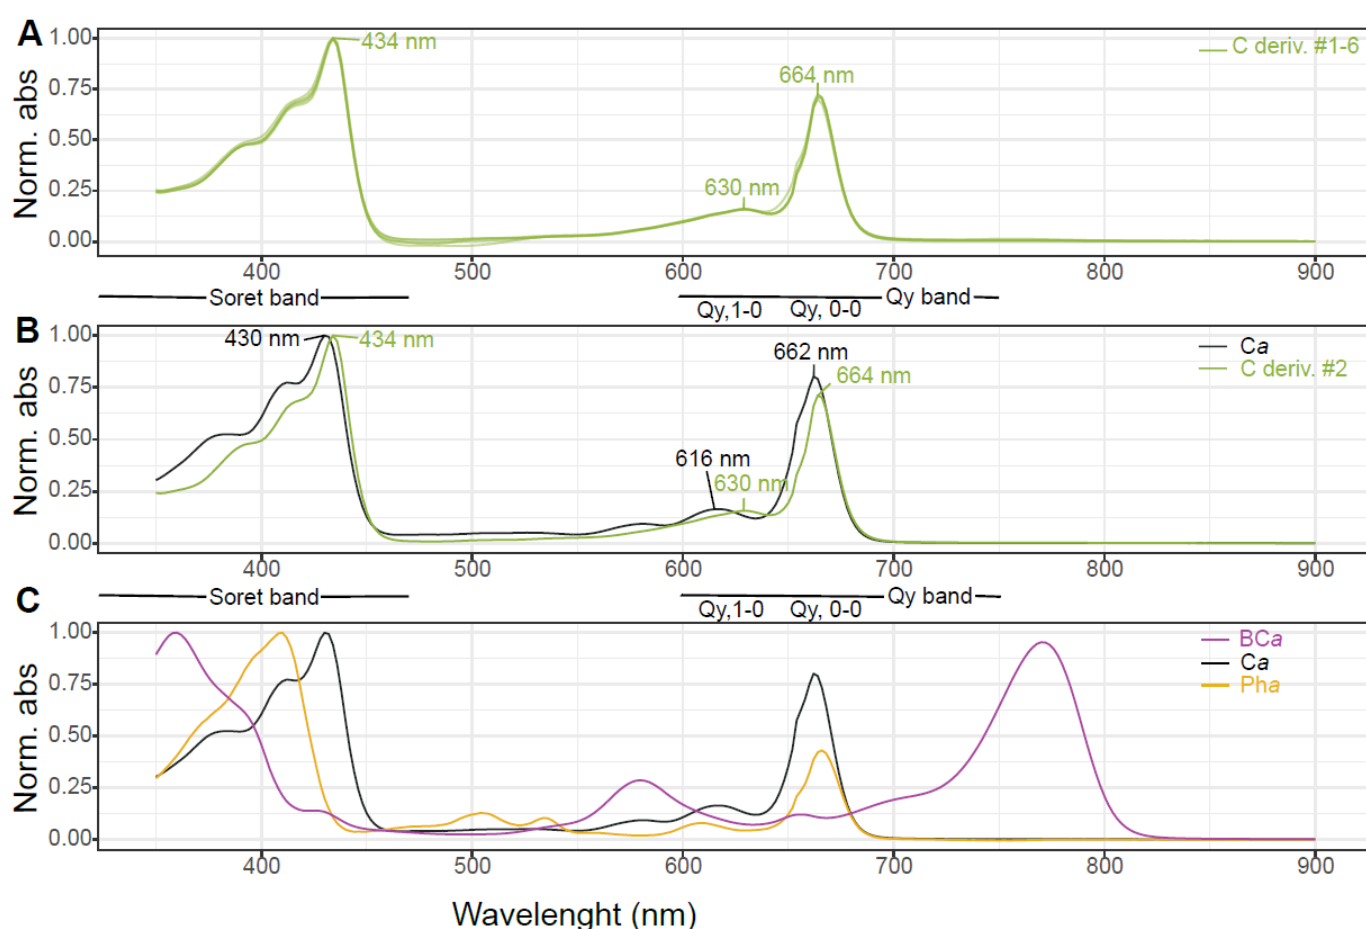 A
Norm. abs
1.00
0.75
0.50
0.25
0.00
434 nm
630 nm
664 nm
C deriv. #1-6
400
500
600
700
800
900
Soret band
Qy band
Qy,1-0
Qy, 0-0
B
Norm. abs
1.00
0.75
0.50
0.25
0.00
430 nm
434 nm
616 nm
630 nm
662 nm
664 nm
Ca
C deriv. #2
400
500
600
700
800
900
Soret band
Qy band
Qy,1-0
Qy, 0-0
C
Norm. abs
1.00
0.75
0.50
0.25
0.00
BCa
Ca
Pha
400
500
600
700
800
900
Wavelenght (nm)